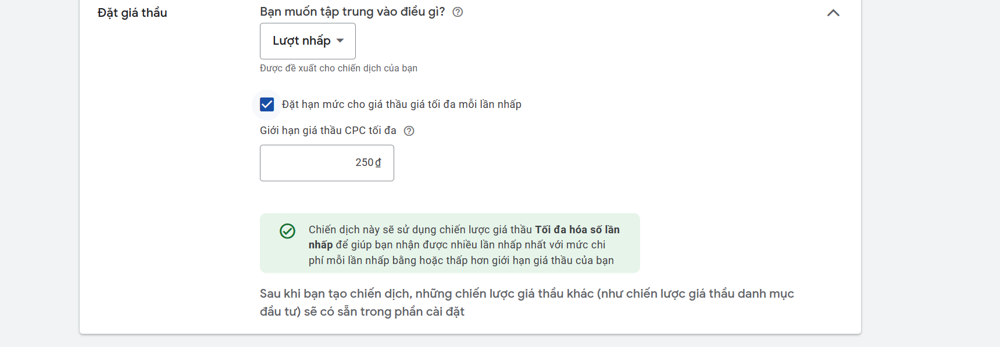 Đặt giá thầu
Bạn muốn tập trung vào điều gì?
Lượt nhấp
Được đề xuất cho chiến dịch của bạn
Đặt hạn mức cho giá thầu giá tối đa mỗi lần nhấp
Giới hạn giá thầu CPC tối đa
250₫
Chiến dịch này sẽ sử dụng chiến lược giá thầu Tối đa hóa số lần
nhấp để giúp bạn nhận được nhiều lần nhấp nhất với mức chi
phí mỗi lần nhấp bằng hoặc thấp hơn giới hạn giá thầu của bạn
Sau khi bạn tạo chiến dịch, những chiến lược giá thầu khác (như chiến lược giá thầu danh mục
đầu tư) sẽ có sẵn trong phần cài đặt